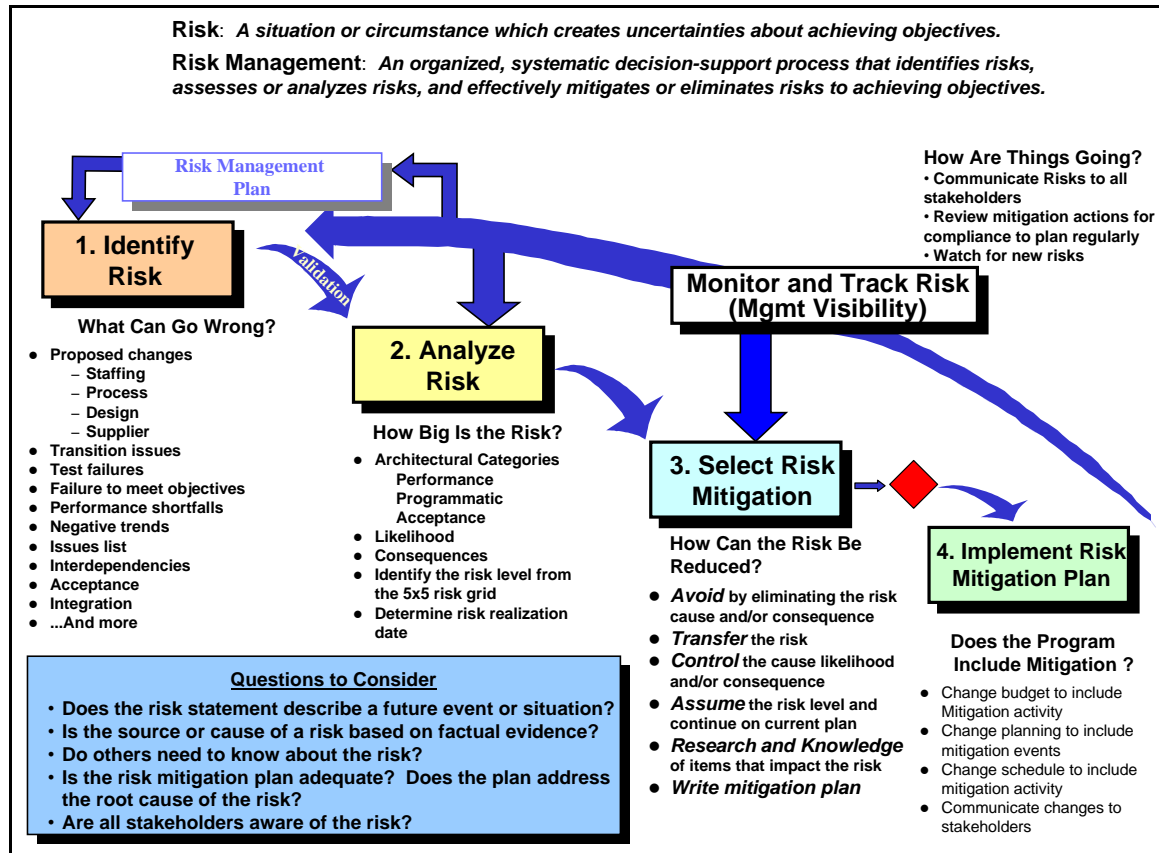 Risk: A situation or circumstance which creates uncertainties about achieving objectives.
Risk Management: An organized, systematic decision-support process that identifies risks,
assesses or analyzes risks, and effectively mitigates or eliminates risks to achieving objectives.
Risk Management
Plan
How Are Things Going?
• Communicate Risks to all
stakeholders
• Review mitigation actions for
compliance to plan regularly
• Watch for new risks
1. Identify
Risk
Validation
Monitor and Track Risk
(Mgmt Visibility)
What Can Go Wrong?
● Proposed changes
– Staffing
– Process
– Design
– Supplier
● Transition issues
● Test failures
● Failure to meet objectives
● Performance shortfalls
● Negative trends
● Issues list
● Interdependencies
● Acceptance
● Integration
● ...And more
2. Analyze
Risk
How Big Is the Risk?
● Architectural Categories
Performance
Programmatic
Acceptance
● Likelihood
● Consequences
● Identify the risk level from
the 5x5 risk grid
● Determine risk realization
date
3. Select Risk
Mitigation
How Can the Risk Be
Reduced?
● Avoid by eliminating the risk
cause and/or consequence
● Transfer the risk
● Control the cause likelihood
and/or consequence
● Assume the risk level and
continue on current plan
● Research and Knowledge
of items that impact the risk
● Write mitigation plan
4. Implement Risk
Mitigation Plan
Does the Program
Include Mitigation ?
● Change budget to include
Mitigation activity
● Change planning to include
mitigation events
● Change schedule to include
mitigation activity
● Communicate changes to
stakeholders
Questions to Consider
• Does the risk statement describe a future event or situation?
• Is the source or cause of a risk based on factual evidence?
• Do others need to know about the risk?
• Is the risk mitigation plan adequate? Does the plan address
the root cause of the risk?
• Are all stakeholders aware of the risk?